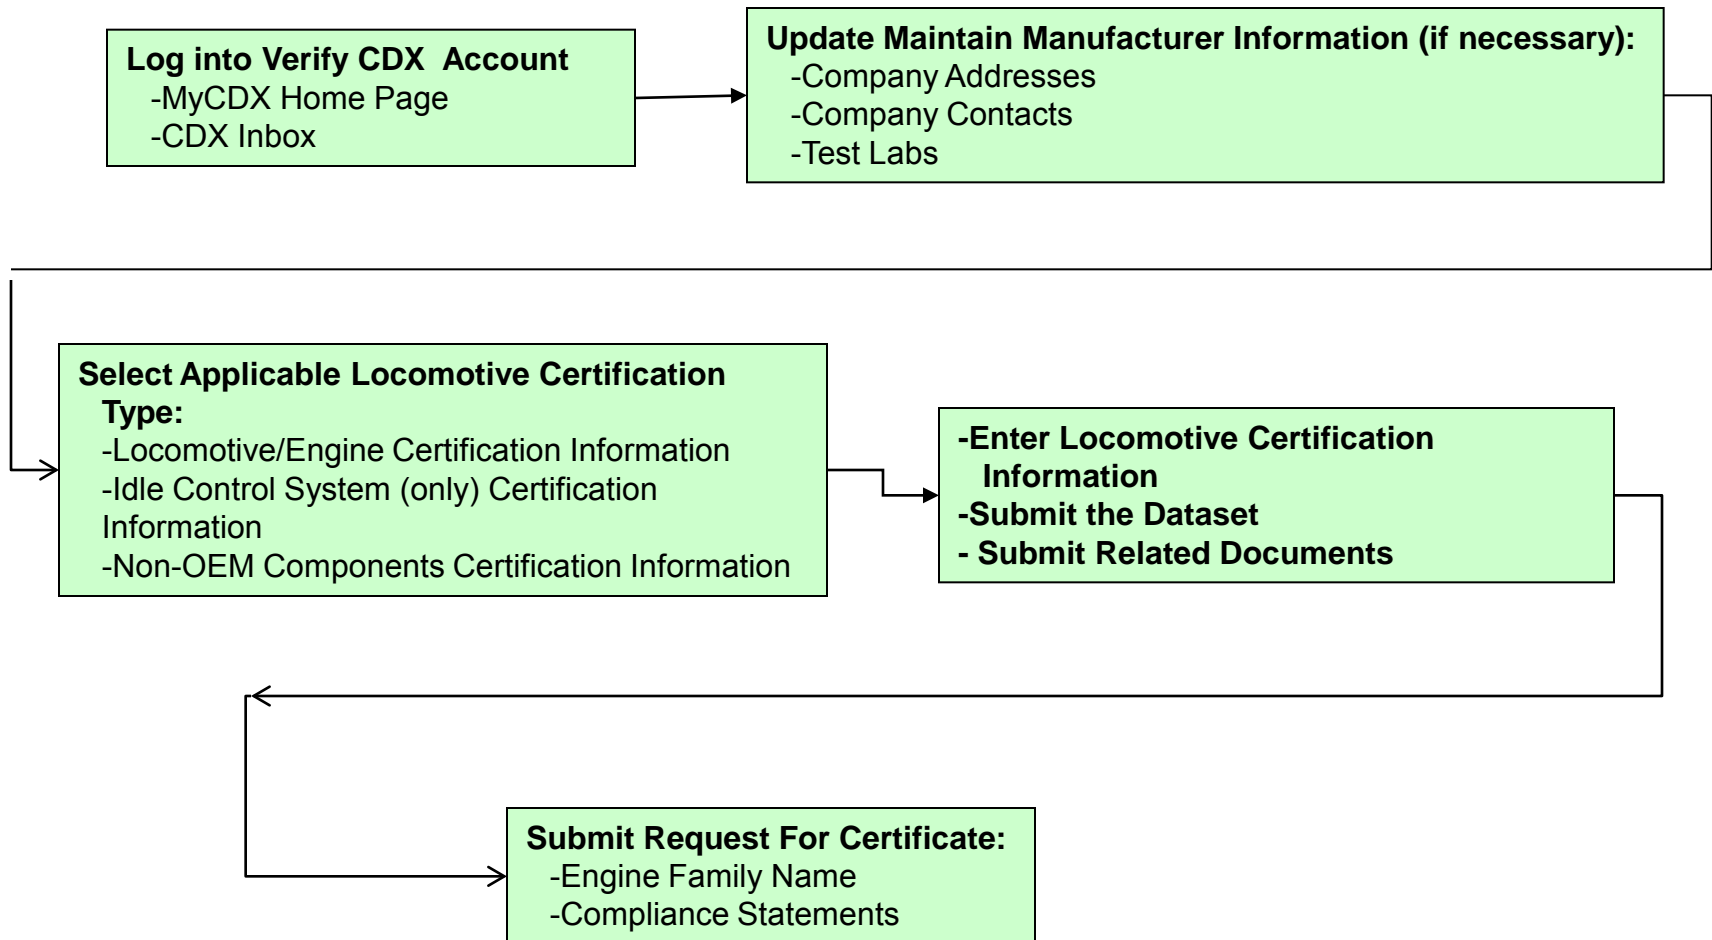 Log into Verify CDX Account
-MyCDX Home Page
-CDX Inbox
Update Maintain Manufacturer Information (if necessary):
-Company Addresses
-Company Contacts
-Test Labs
Select Applicable Locomotive Certification
Type:
-Locomotive/Engine Certification Information
-Idle Control System (only) Certification
Information
-Non-OEM Components Certification Information
-Enter Locomotive Certification
Information
-Submit the Dataset
- Submit Related Documents
Submit Request For Certificate:
-Engine Family Name
-Compliance Statements